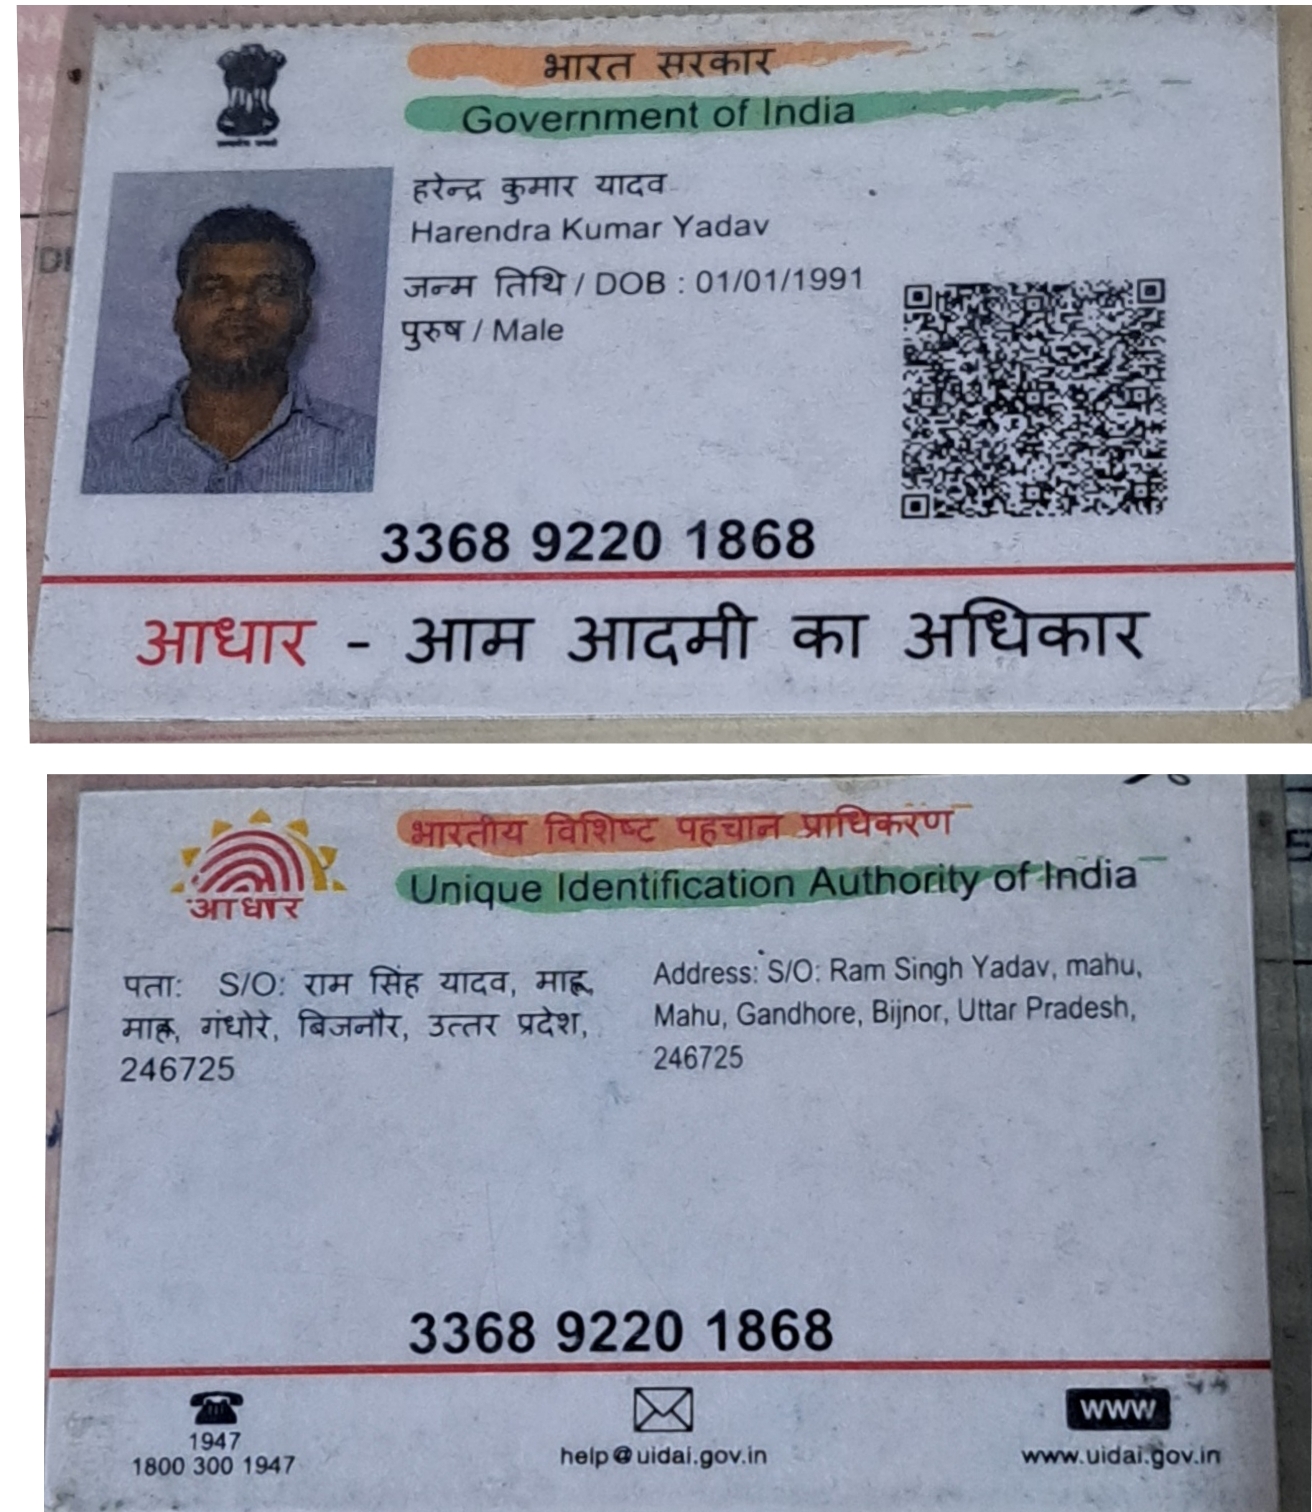 भारत सरकार
Government of India
हरेन्द्र कुमार यादव
Harendra Kumar Yadav
जन्म तिथि / DOB : 01/01/1991
पुरुष / Male
3368 9220 1868
आधार - आम आदमी का अधिकार
भारतीय विशिष्ट पहचान प्राधिकरण
Unique Identification Authority of India
आधार
पता: S/O: राम सिंह यादव, माहू,
माहू, गंधोरे, बिजनौर, उत्तर प्रदेश,
246725
Address: S/O: Ram Singh Yadav, mahu,
Mahu, Gandhore, Bijnor, Uttar Pradesh,
246725
3368 9220 1868
1947
1800 300 1947
help@uidai.gov.in
www
www.uidai.gov.in